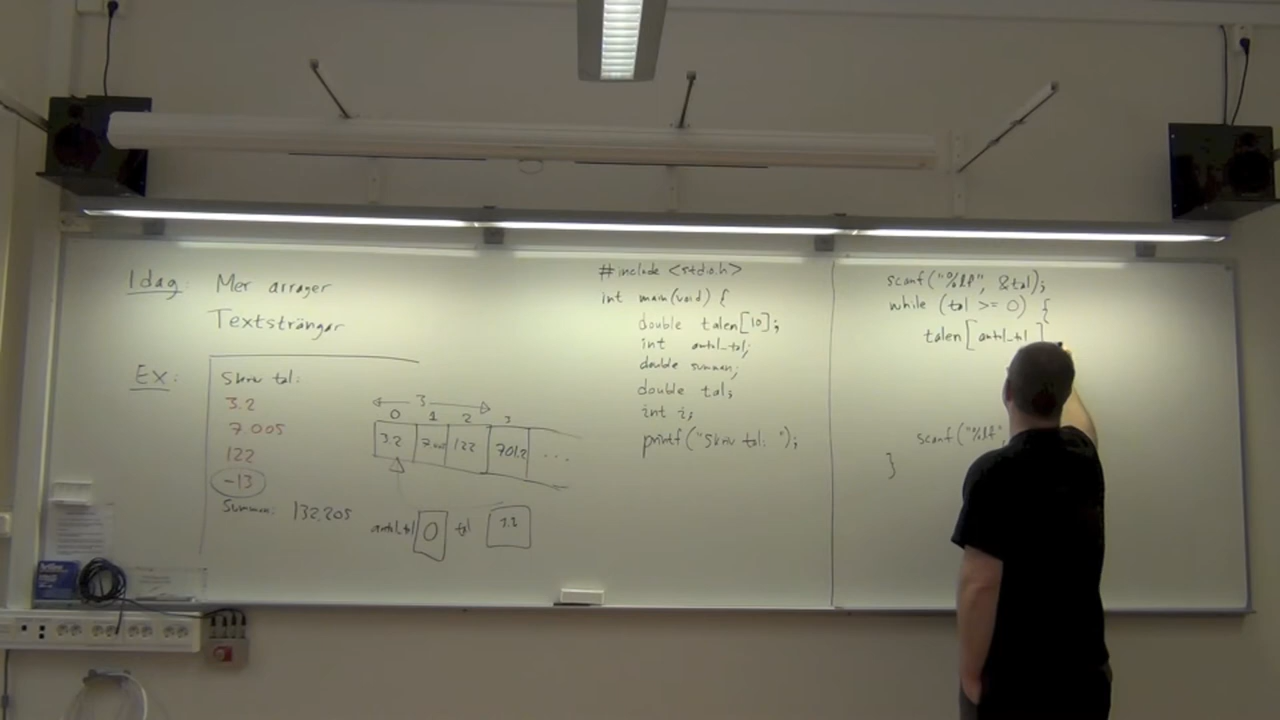 Idag: Mer arrayer
Textsträngar
Ex:
Skriv tal:
3.2
7.005
122
-13
Summan: 132.205
3
0 1 2 3
3.2 122 701.2 ...
antal_tal 0 tal 3.2
#include <stdio.h>
int main(void) {
double talen[10];
int antal_tal;
double summan;
double tal;
int i;
printf("Skriv tal: ");
scanf("%lf", &tal);
while (tal >= 0) {
talen[antal_tal]
scanf("%lf",
}